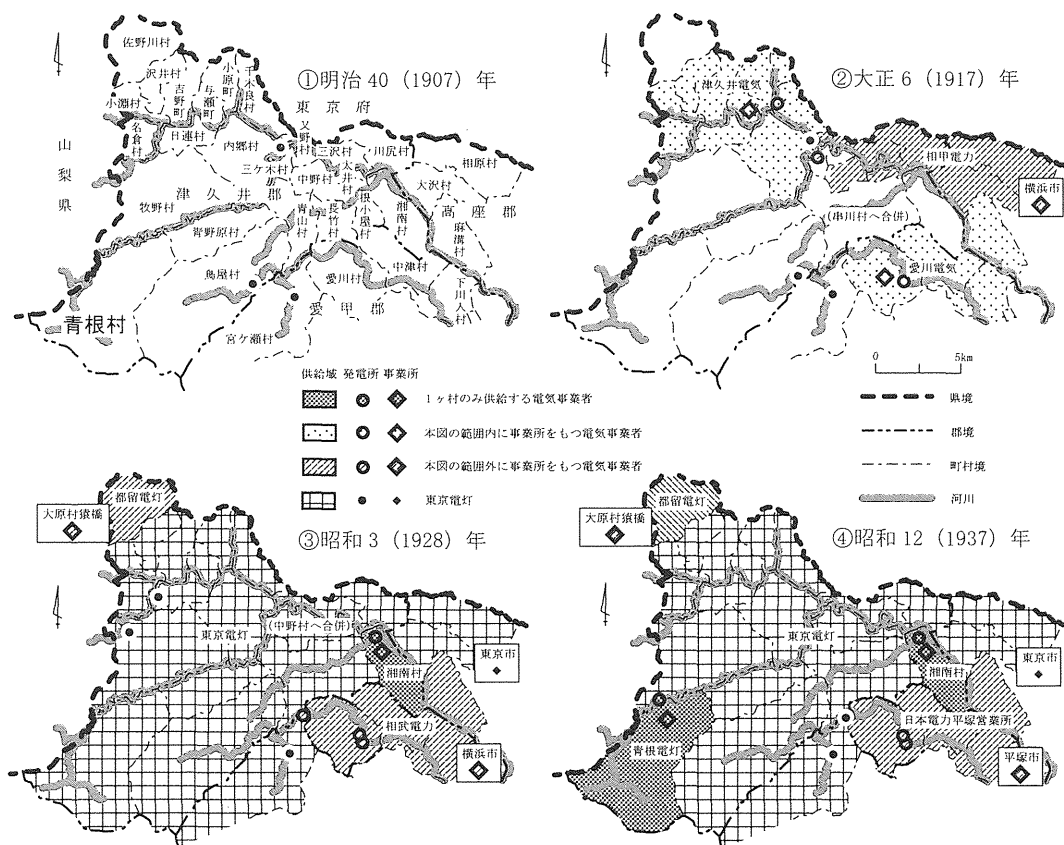 ①明治 40 (1907) 年
佐野川村
沢井村
吉野町
与瀬町
小原町
千木良村
小淵村
名倉村
日連村
内郷村
東京府
又野村
三沢村
川尻村
相原村
三ケ木村
中野村
太井村
大沢村
山梨県
津久井郡
高座郡
牧野村
青山村
長竹村
根小屋村
湘南村
麻溝村
青野原村
鳥屋村
愛川村
中津村
下川入村
青根村
愛甲郡
宮ケ瀬村
②大正 6 (1917) 年
津久井電気
相甲電力
横浜市
(串川村へ合併)
愛川電気
0
5km
供給域 発電所 事業所
1ヶ村のみ供給する電気事業者
本図の範囲内に事業所をもつ電気事業者
本図の範囲外に事業所をもつ電気事業者
東京電灯
県境
郡境
町村境
河川
③昭和 3 (1928) 年
都留電灯
大原村猿橋
東京電灯
(中野村へ合併)
湘南村
東京市
相武電力
横浜市
④昭和 12 (1937) 年
都留電灯
大原村猿橋
東京電灯
湘南村
東京市
日本電力平塚営業所
青根電灯
平塚市